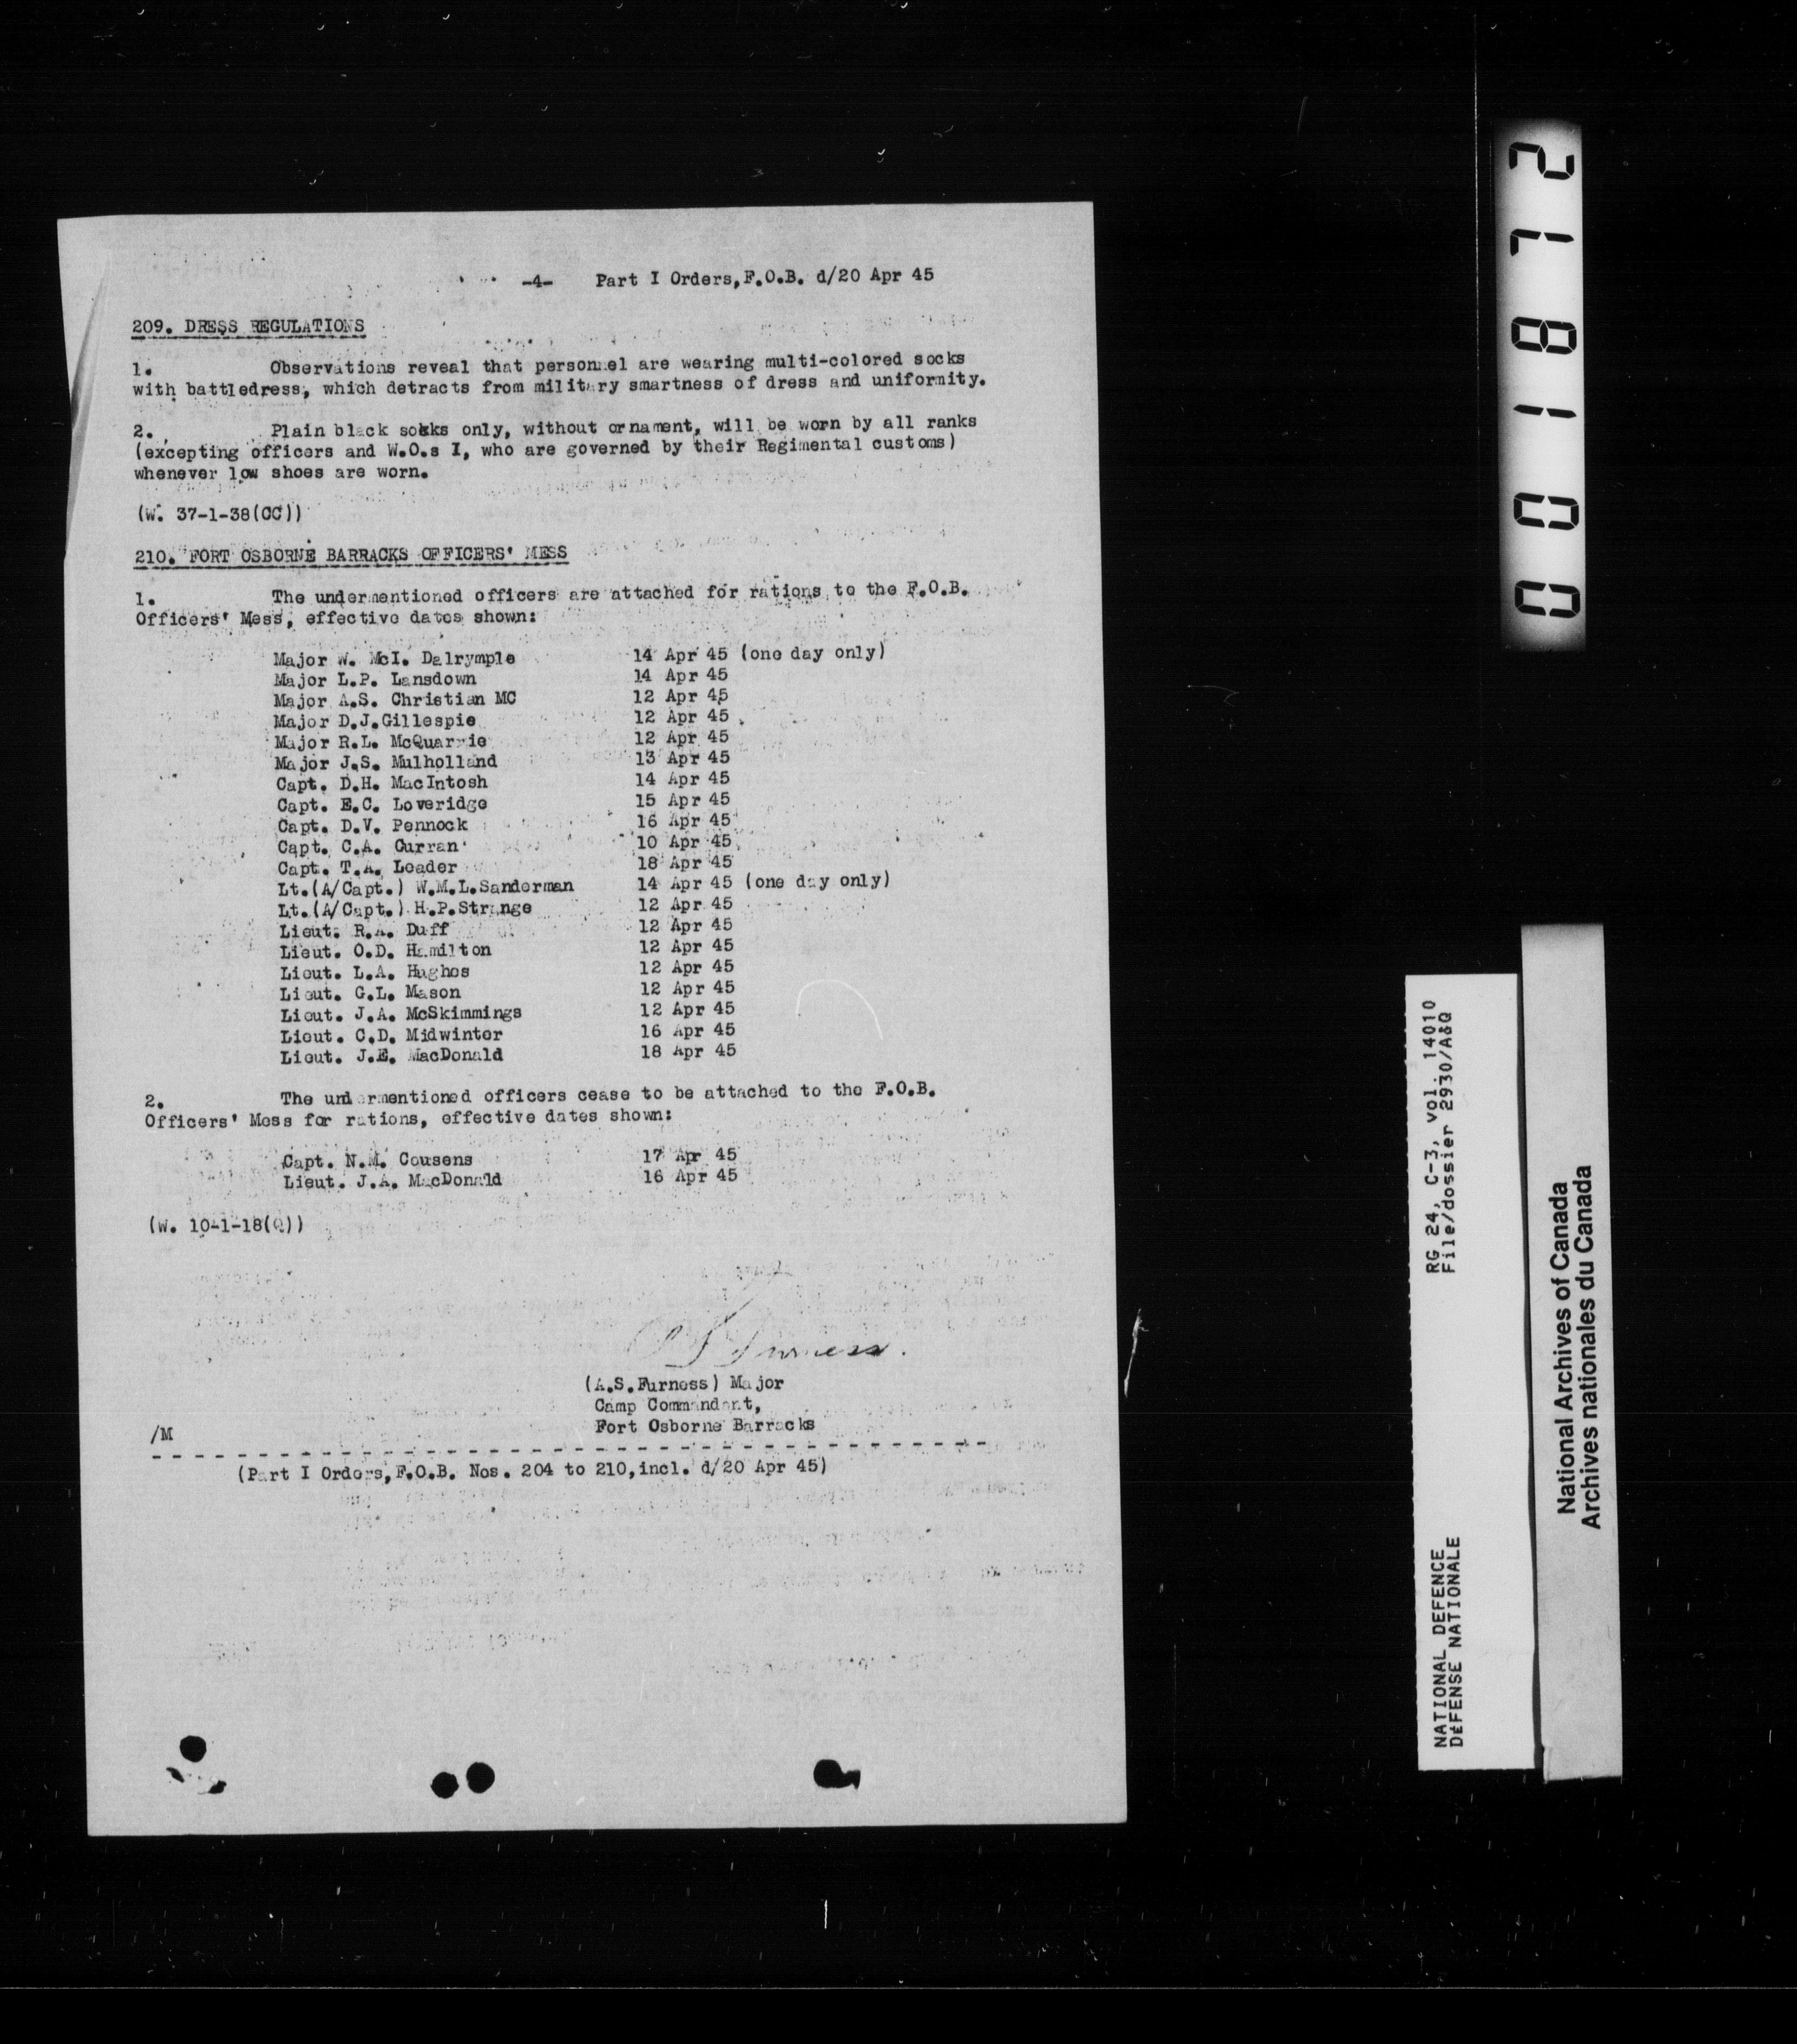 -4- Part I Orders,F.O.B. d/20 Apr 45
209. DRESS REGULATIONS
1. Observations reveal that personnel are wearing multi-colored socks
with battledress, which detracts from military smartness of dress and uniformity.
2. Plain black socks only, without ornament, will be worn by all ranks
(excepting officers and W.O.s I, who are governed by their Regimental customs)
whenever low shoes are worn.
(W. 37-1-38(CC))
210. FORT OSBORNE BARRACKS OFFICERS' MESS
1. The undermentioned officers are attached for rations to the F.O.B.
Officers' Mess, effective dates shown:
Major W. McI. Dalrymple 14 Apr 45 (one day only)
Major L.P. Lansdown 14 Apr 45
Major A.S. Christian MC 12 Apr 45
Major D.J.Gillespie 12 Apr 45
Major R.L. McQuarrie 12 Apr 45
Major J.S. Mulholland 13 Apr 45
Capt. D.H. MacIntosh 14 Apr 45
Capt. E.C. Loveridge 15 Apr 45
Capt. D.V. Pennock 16 Apr 45
Capt. C.A. Curran 10 Apr 45
Capt. T.A. Leader 18 Apr 45
Lt.(A/Capt.) W.M.L.Sanderman 14 Apr 45 (one day only)
Lt.(A/Capt.) H.P.Strange 12 Apr 45
Lieut. R.A. Duff 12 Apr 45
Lieut. O.D. Hamilton 12 Apr 45
Lieut. L.A. Hughes 12 Apr 45
Lieut. G.L. Mason 12 Apr 45
Lieut. J.A. McSkimmings 12 Apr 45
Lieut. C.D. Midwinter 16 Apr 45
Lieut. J.E. MacDonald 18 Apr 45
2. The undermentioned officers cease to be attached to the F.O.B.
Officers' Mess for rations, effective dates shown:
Capt. N.M. Cousens 17 Apr 45
Lieut. J.A. MacDonald 16 Apr 45
(W. 10-1-18(Q))
A S Furness.
(A.S.Furness) Major
Camp Commandant,
Fort Osborne Barracks
/M
(Part I Orders,F.O.B. Nos. 204 to 210,incl. d/20 Apr 45)
001872
RG 24, C-3, vol. 14010
File/dossier 2930/A&Q
NATIONAL DEFENCE
DÉFENSE NATIONALE
National Archives of Canada
Archives nationales du Canada